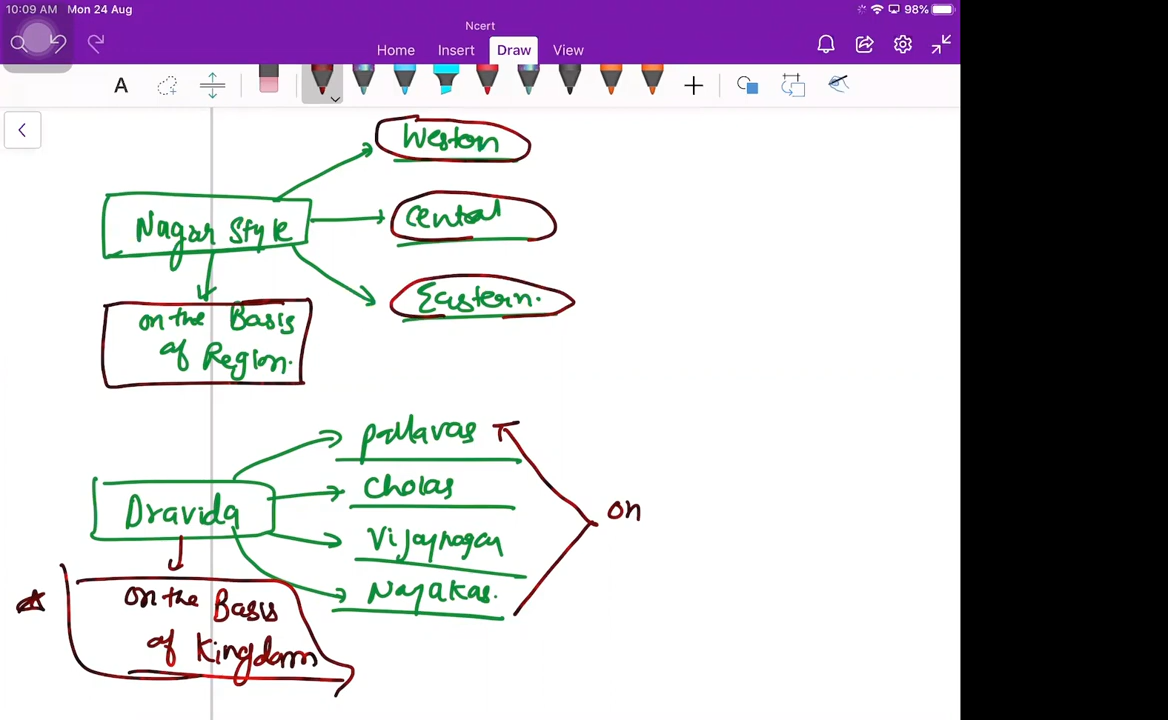 10:09 AM Mon 24 Aug
98%
Ncert
Home Insert Draw View
A
Weston
Nagar Style
Cental
Eastern.
on the Basis
of Region.
Pallavas
Cholas
on
Dravida
Vijaynagar
Nayakas.
on the Basis
of Kingdom